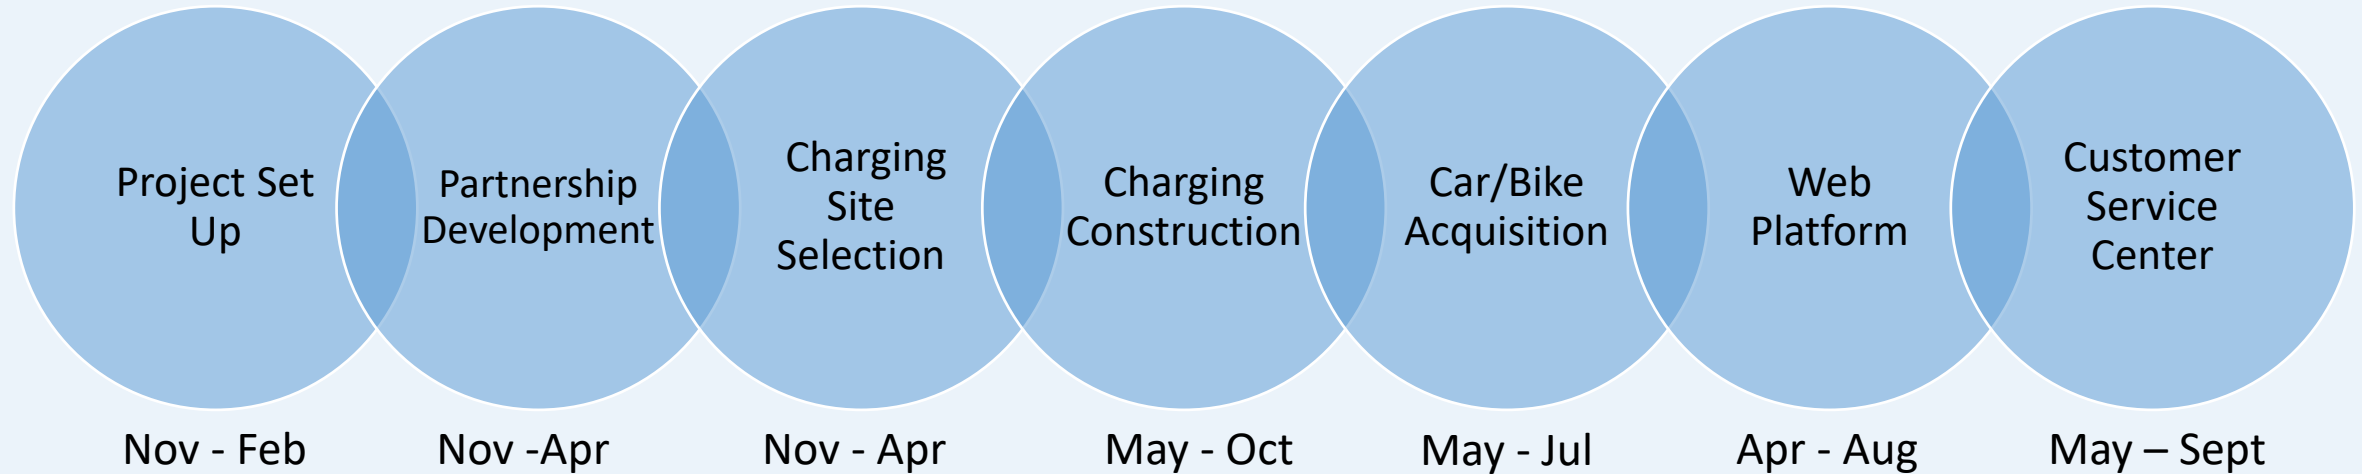 Project Set
Up
Partnership
Development
Charging
Site
Selection
Charging
Construction
Car/Bike
Acquisition
Web
Platform
Customer
Service
Center
Nov - Feb
Nov -Apr
Nov - Apr
May - Oct
May - Jul
Apr - Aug
May – Sept